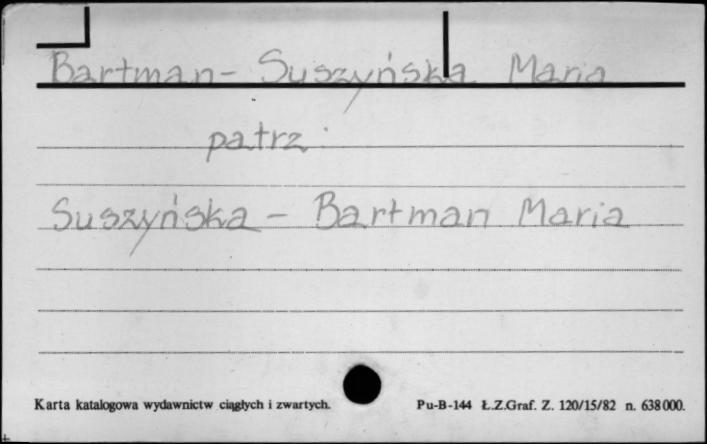 Bartman- Suszyńska Maria
patrz:
Suszyńska - Bartman Maria
Karta katalogowa wydawnictw ciągłych i zwartych. Pu-B-144 Ł.Z.Graf. Z. 120/15/82 n. 638000.